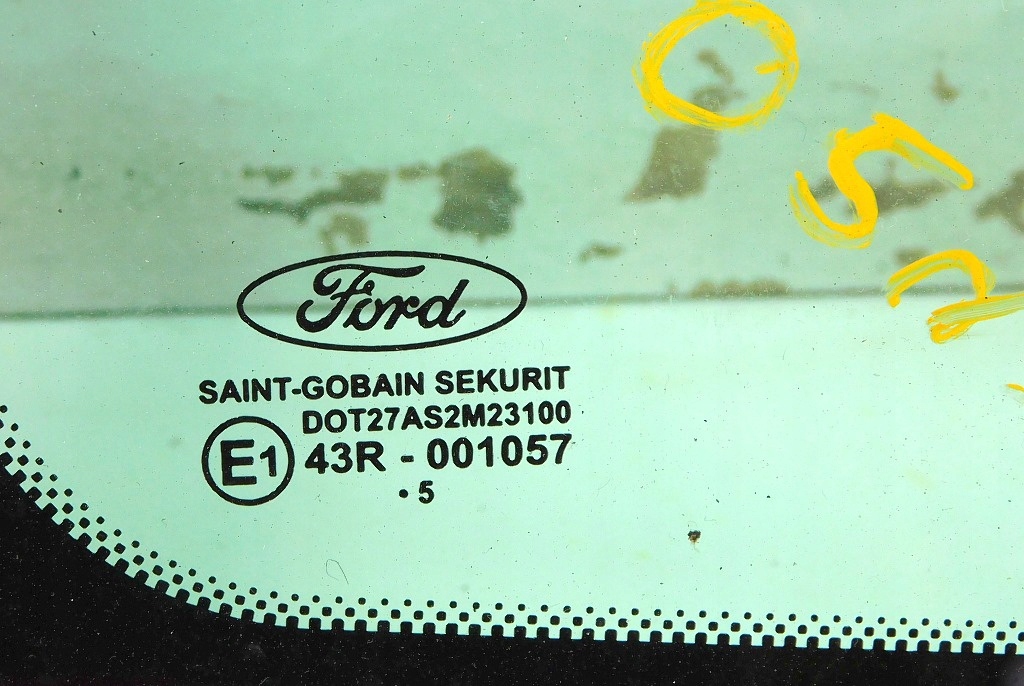 Ford
SAINT-GOBAIN SEKURIT
DOT27AS2M23100
E1 43R - 001057
. 5